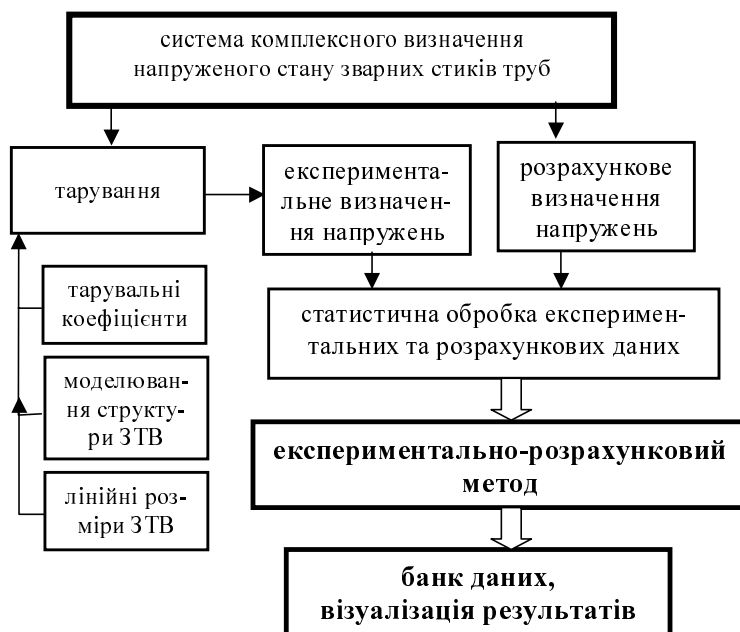 система комплексного визначення
напруженого стану зварних стиків труб
тарування
експеримента-
льне визначен-
ня напружень
розрахункове
визначення
напружень
тарувальні
коефіцієнти
моделюван-
ня структу-
ри ЗТВ
лінійні роз-
міри ЗТВ
статистична обробка експеримен-
тальних та розрахункових даних
експериментально-розрахунковий
метод
банк даних,
візуалізація результатів